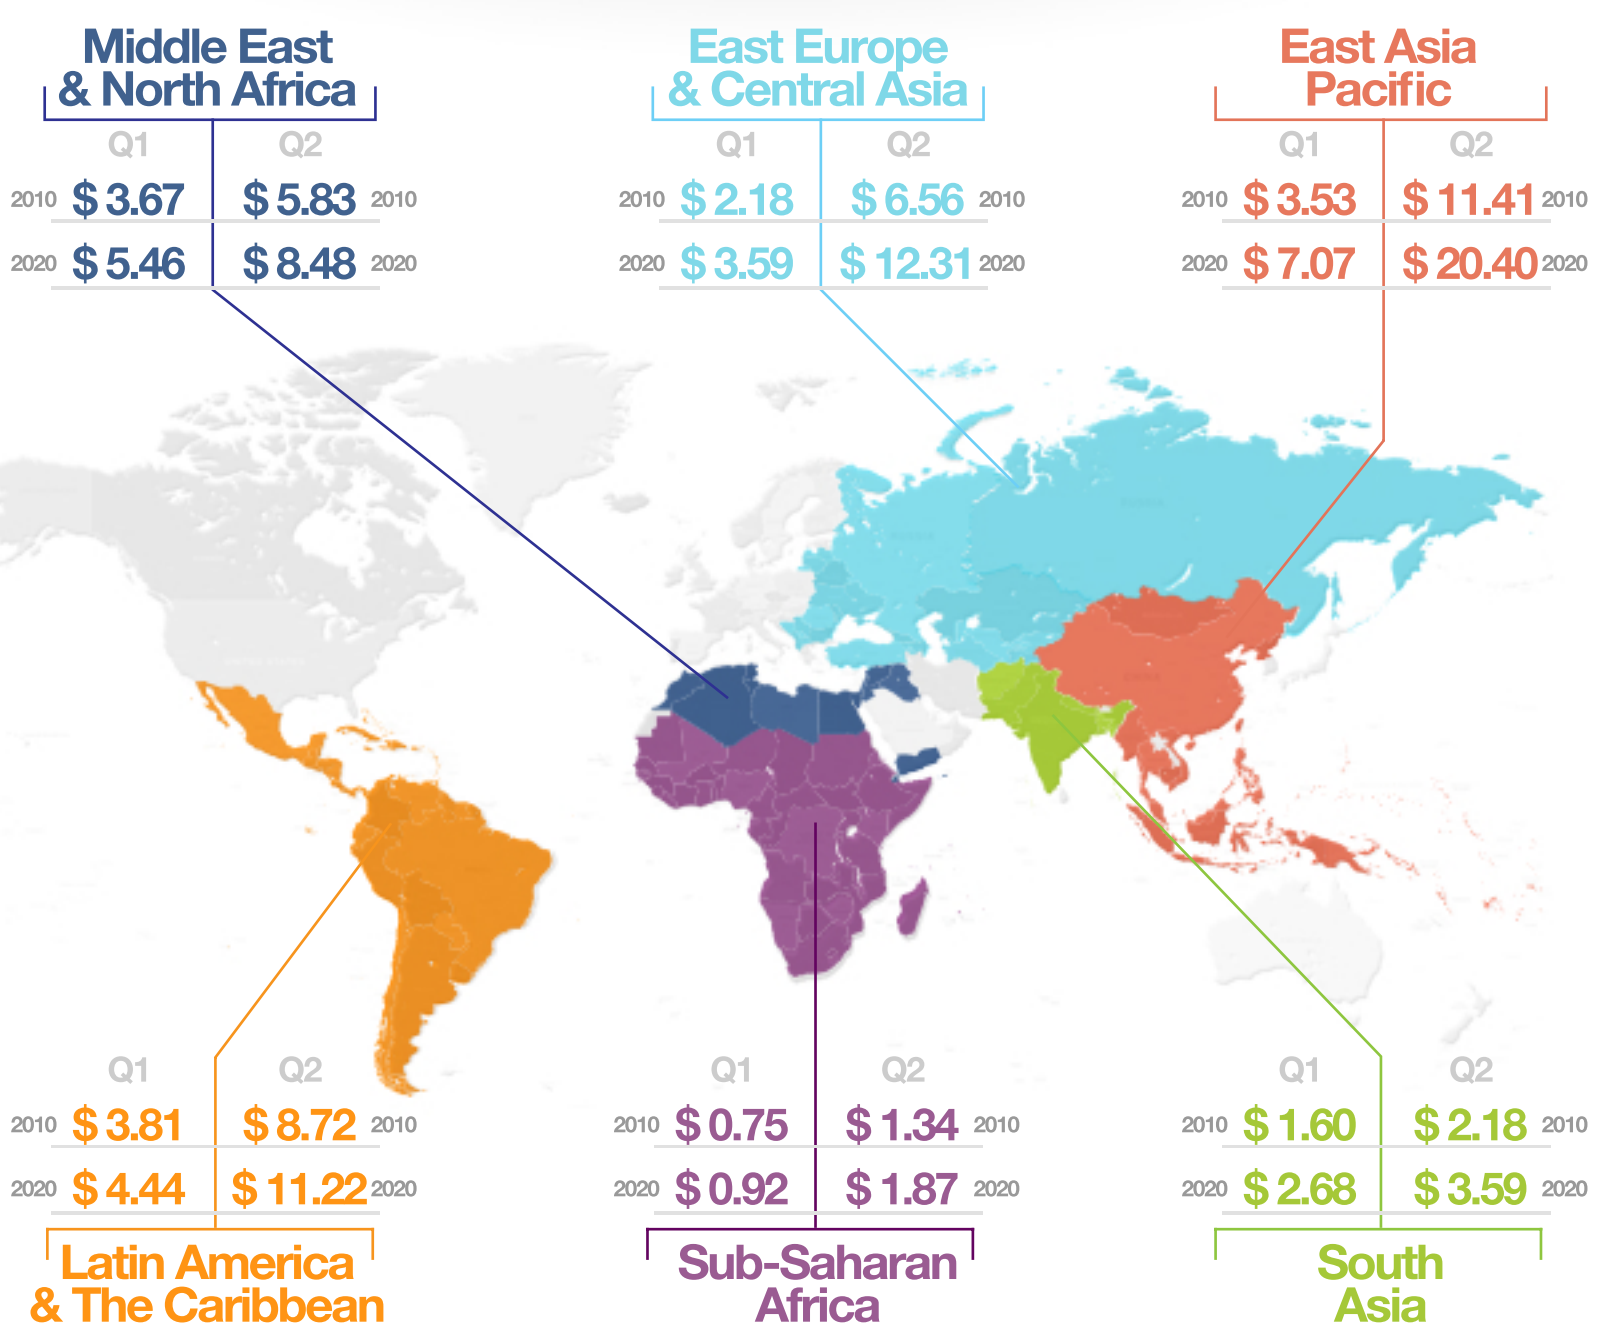 Middle East
& North Africa
Q1 Q2
2010 $ 3.67 $ 5.83 2010
2020 $ 5.46 $ 8.48 2020
East Europe
& Central Asia
Q1 Q2
2010 $ 2.18 $ 6.56 2010
2020 $ 3.59 $ 12.31 2020
East Asia
Pacific
Q1 Q2
2010 $ 3.53 $ 11.41 2010
2020 $ 7.07 $ 20.40 2020
Q1 Q2
2010 $ 3.81 $ 8.72 2010
2020 $ 4.44 $ 11.22 2020
Latin America
& The Caribbean
Q1 Q2
2010 $ 0.75 $ 1.34 2010
2020 $ 0.92 $ 1.87 2020
Sub-Saharan
Africa
Q1 Q2
2010 $ 1.60 $ 2.18 2010
2020 $ 2.68 $ 3.59 2020
South
Asia